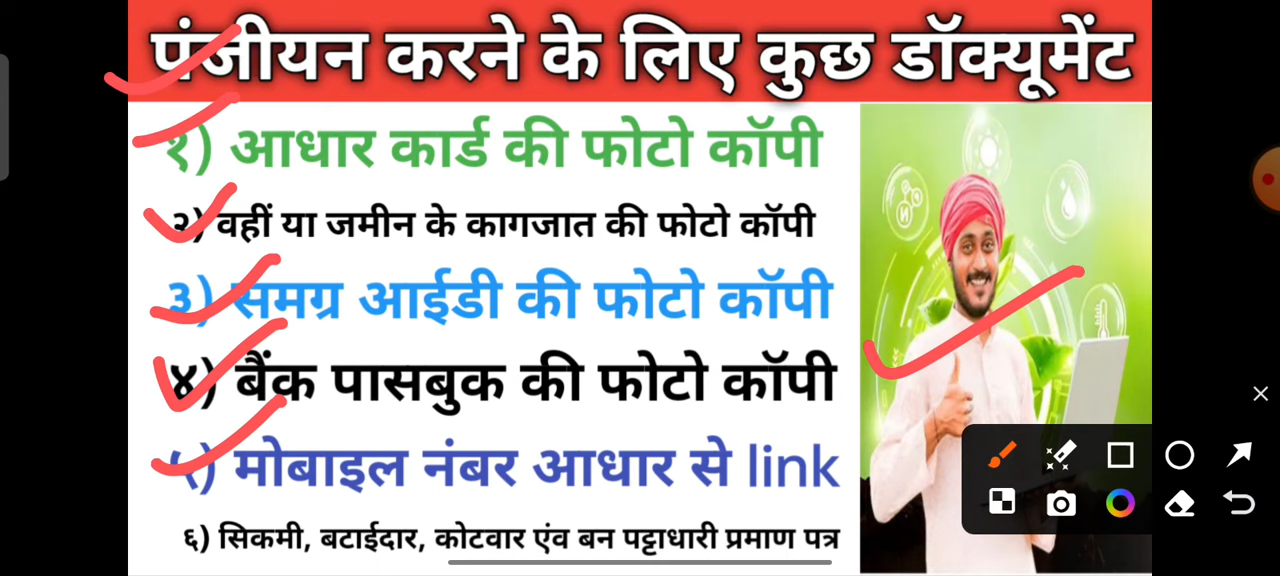 पंजीयन करने के लिए कुछ डॉक्यूमेंट
१) आधार कार्ड की फोटो कॉपी
२) वहीं या जमीन के कागजात की फोटो कॉपी
३) समग्र आईडी की फोटो कॉपी
४) बैंक पासबुक की फोटो कॉपी
५) मोबाइल नंबर आधार से link
६) सिकमी, बटाईदार, कोटवार एंव बन पट्टाधारी प्रमाण पत्र